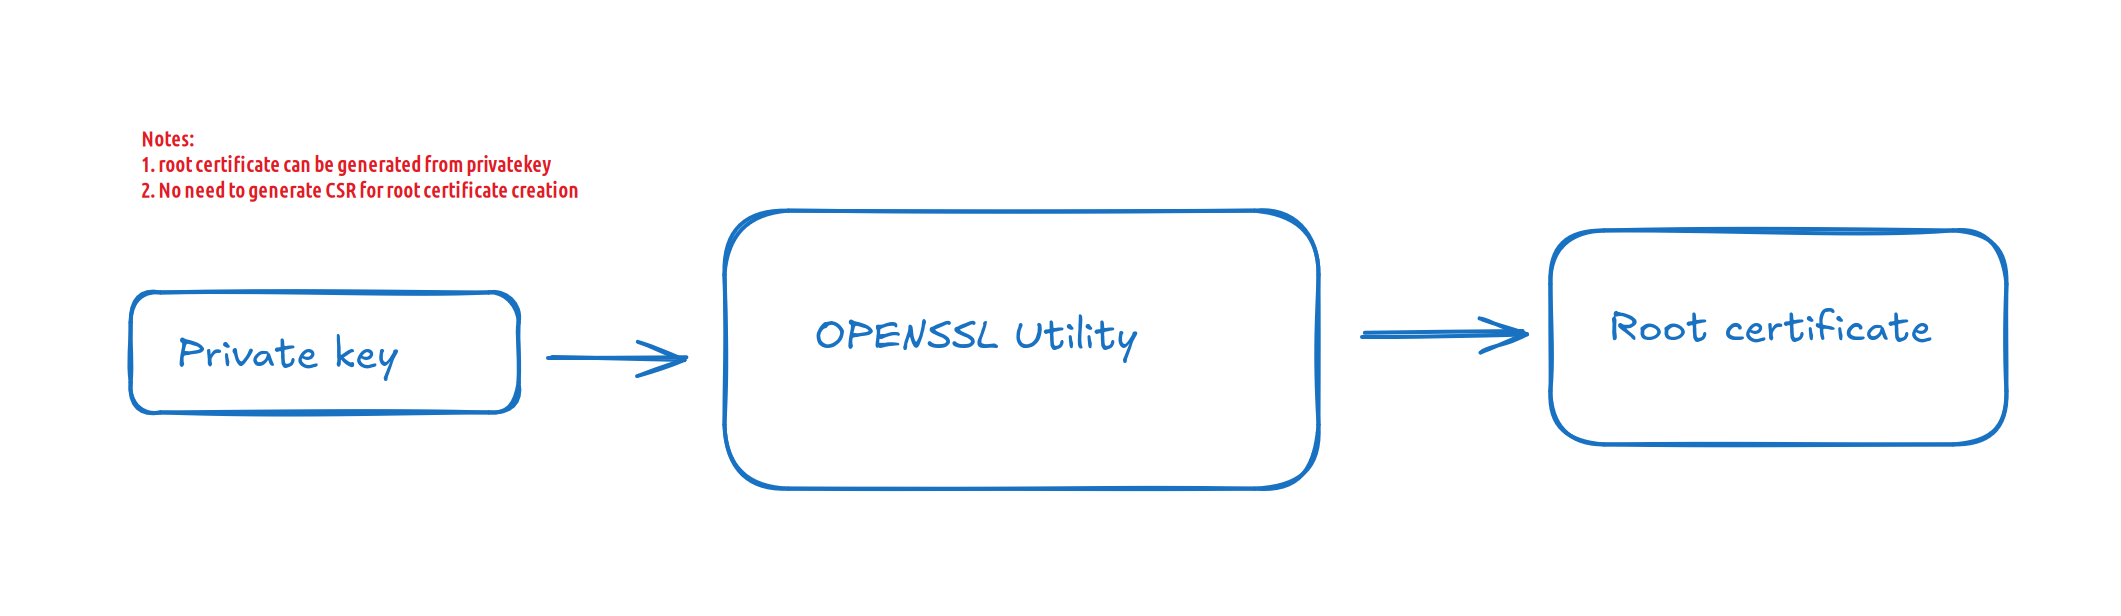 Notes:
1. root certificate can be generated from privatekey
2. No need to generate CSR for root certificate creation
Private key
OPENSSL Utility
Root certificate